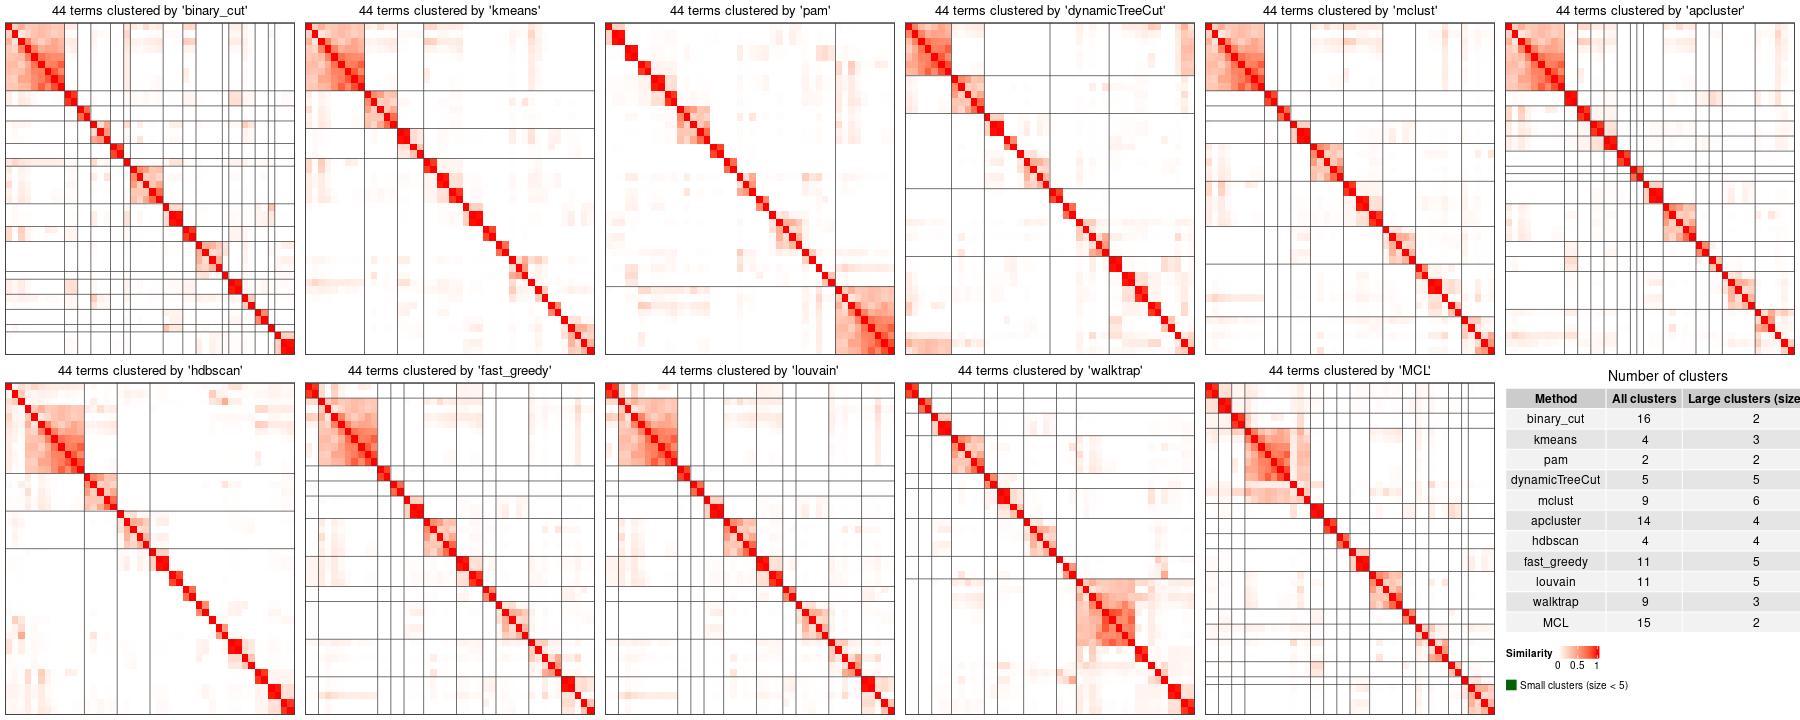 44 terms clustered by 'binary_cut'
44 terms clustered by 'kmeans'
44 terms clustered by 'pam'
44 terms clustered by 'dynamicTreeCut'
44 terms clustered by 'mclust'
44 terms clustered by 'apcluster'
44 terms clustered by 'hdbscan'
44 terms clustered by 'fast_greedy'
44 terms clustered by 'louvain'
44 terms clustered by 'walktrap'
44 terms clustered by 'MCL'
Number of clusters
Method All clusters Large clusters (size
binary_cut 16 2
kmeans 4 3
pam 2 2
dynamicTreeCut 5 5
mclust 9 6
apcluster 14 4
hdbscan 4 4
fast_greedy 11 5
louvain 11 5
walktrap 9 3
MCL 15 2
Similarity
0 0.5 1
Small clusters (size < 5)